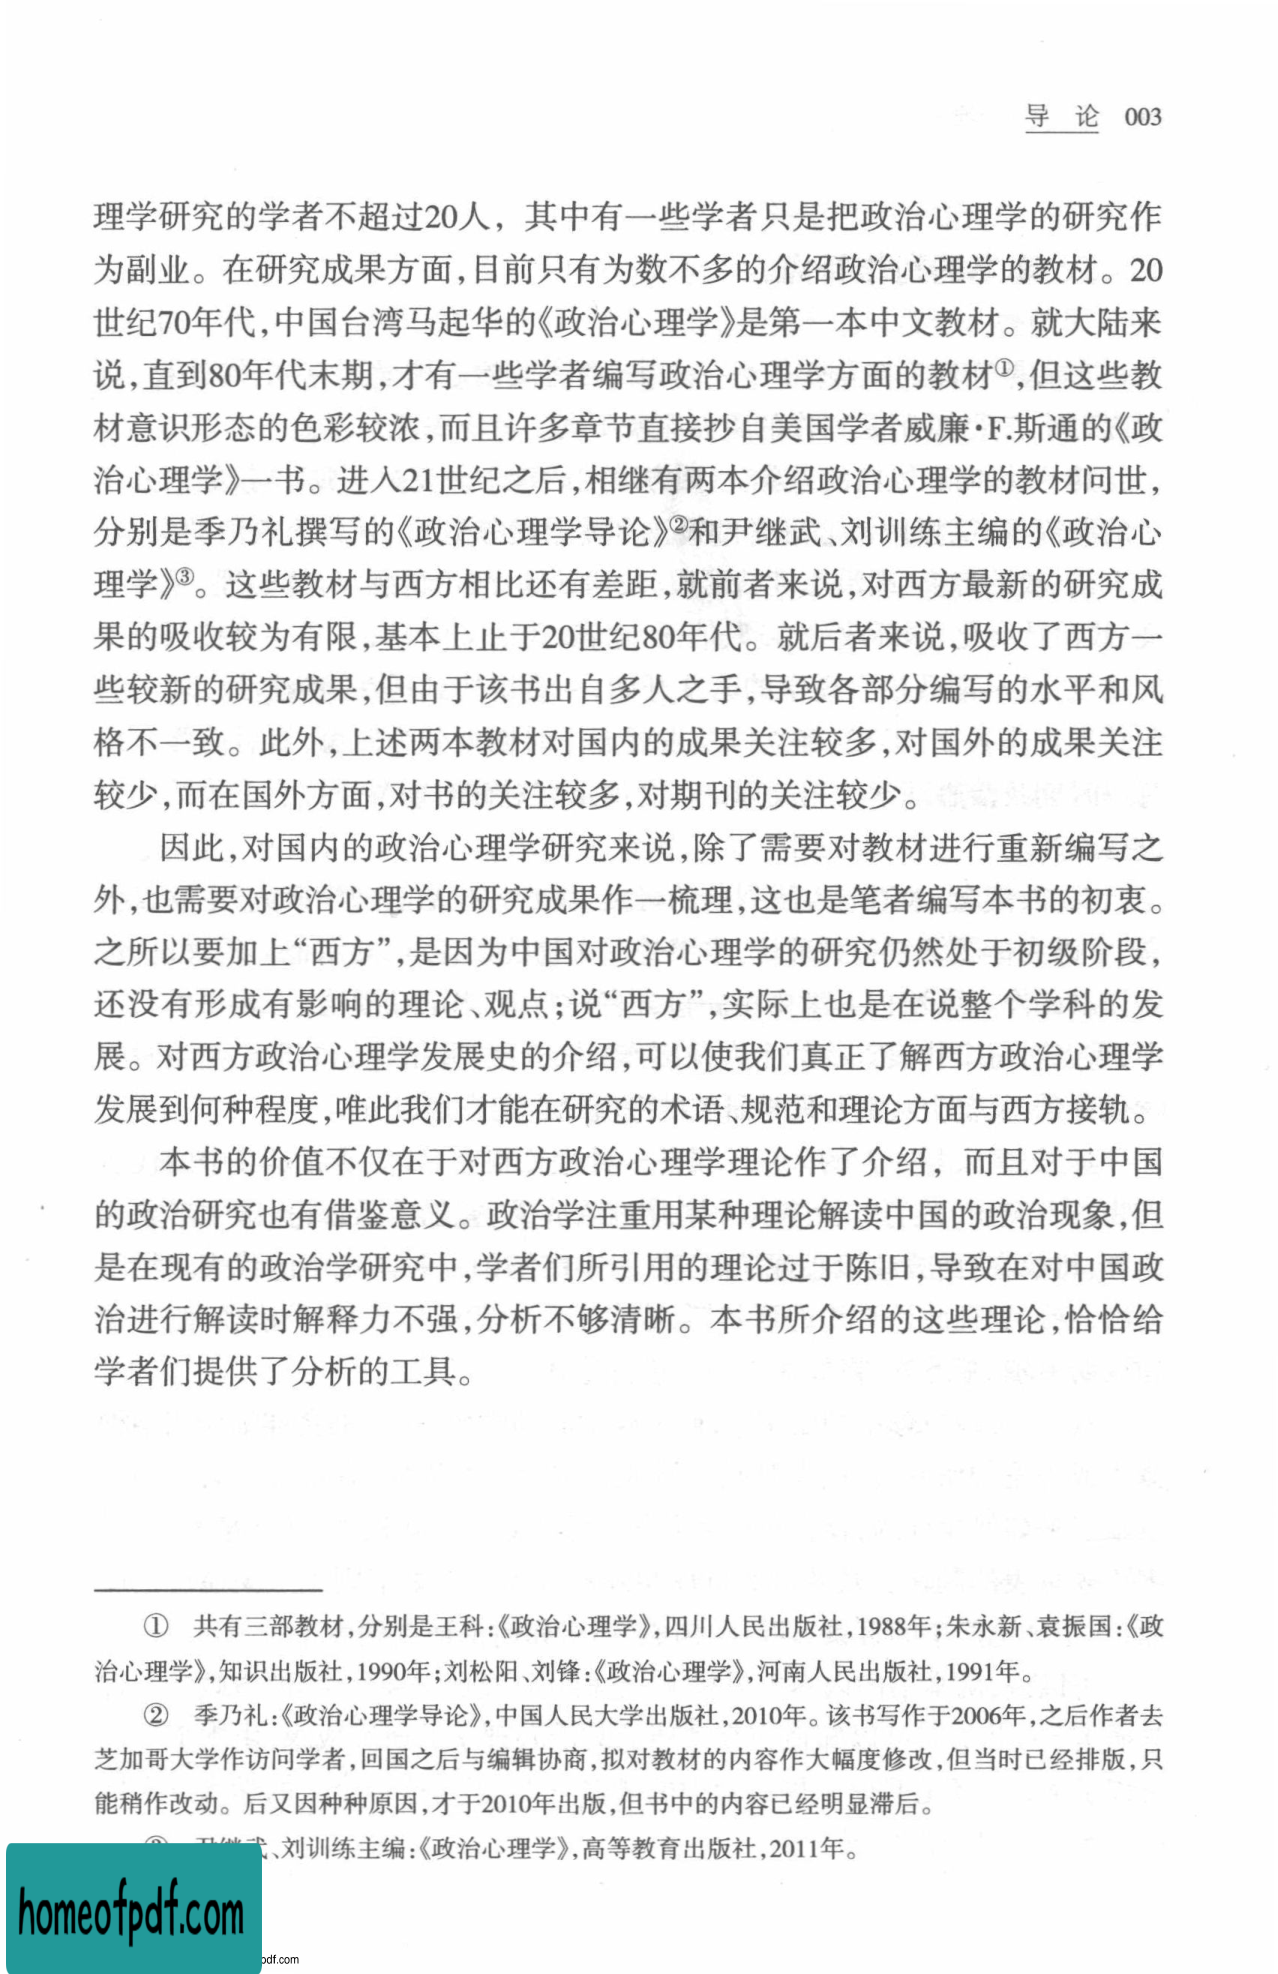 导 论 003
理学研究的学者不超过20人，其中有一些学者只是把政治心理学的研究作
为副业。在研究成果方面,目前只有为数不多的介绍政治心理学的教材。20
世纪70年代,中国台湾马起华的《政治心理学》是第一本中文教材。就大陆来
说,直到80年代末期,才有一些学者编写政治心理学方面的教材①,但这些教
材意识形态的色彩较浓,而且许多章节直接抄自美国学者威廉·F.斯通的《政
治心理学》一书。进入21世纪之后,相继有两本介绍政治心理学的教材问世,
分别是季乃礼撰写的《政治心理学导论》②和尹继武、刘训练主编的《政治心
理学》③。这些教材与西方相比还有差距,就前者来说,对西方最新的研究成
果的吸收较为有限,基本上止于20世纪80年代。就后者来说,吸收了西方一
些较新的研究成果,但由于该书出自多人之手,导致各部分编写的水平和风
格不一致。此外,上述两本教材对国内的成果关注较多,对国外的成果关注
较少,而在国外方面,对书的关注较多,对期刊的关注较少。
因此,对国内的政治心理学研究来说,除了需要对教材进行重新编写之
外,也需要对政治心理学的研究成果作一梳理,这也是笔者编写本书的初衷。
之所以要加上“西方”,是因为中国对政治心理学的研究仍然处于初级阶段,
还没有形成有影响的理论、观点;说“西方”,实际上也是在说整个学科的发
展。对西方政治心理学发展史的介绍,可以使我们真正了解西方政治心理学
发展到何种程度,唯此我们才能在研究的术语、规范和理论方面与西方接轨。
本书的价值不仅在于对西方政治心理学理论作了介绍，而且对于中国
的政治研究也有借鉴意义。政治学注重用某种理论解读中国的政治现象,但
是在现有的政治学研究中,学者们所引用的理论过于陈旧,导致在对中国政
治进行解读时解释力不强,分析不够清晰。本书所介绍的这些理论,恰恰给
学者们提供了分析的工具。
① 共有三部教材,分别是王科:《政治心理学》,四川人民出版社,1988年;朱永新、袁振国:《政
治心理学》,知识出版社,1990年;刘松阳、刘锋:《政治心理学》,河南人民出版社,1991年。
② 季乃礼:《政治心理学导论》,中国人民大学出版社,2010年。该书写作于2006年,之后作者去
芝加哥大学作访问学者,回国之后与编辑协商,拟对教材的内容作大幅度修改,但当时已经排版,只
能稍作改动。后又因种种原因,才于2010年出版,但书中的内容已经明显滞后。
③ 尹继武、刘训练主编:《政治心理学》,高等教育出版社,2011年。
homeofpdf.com
pdf.com